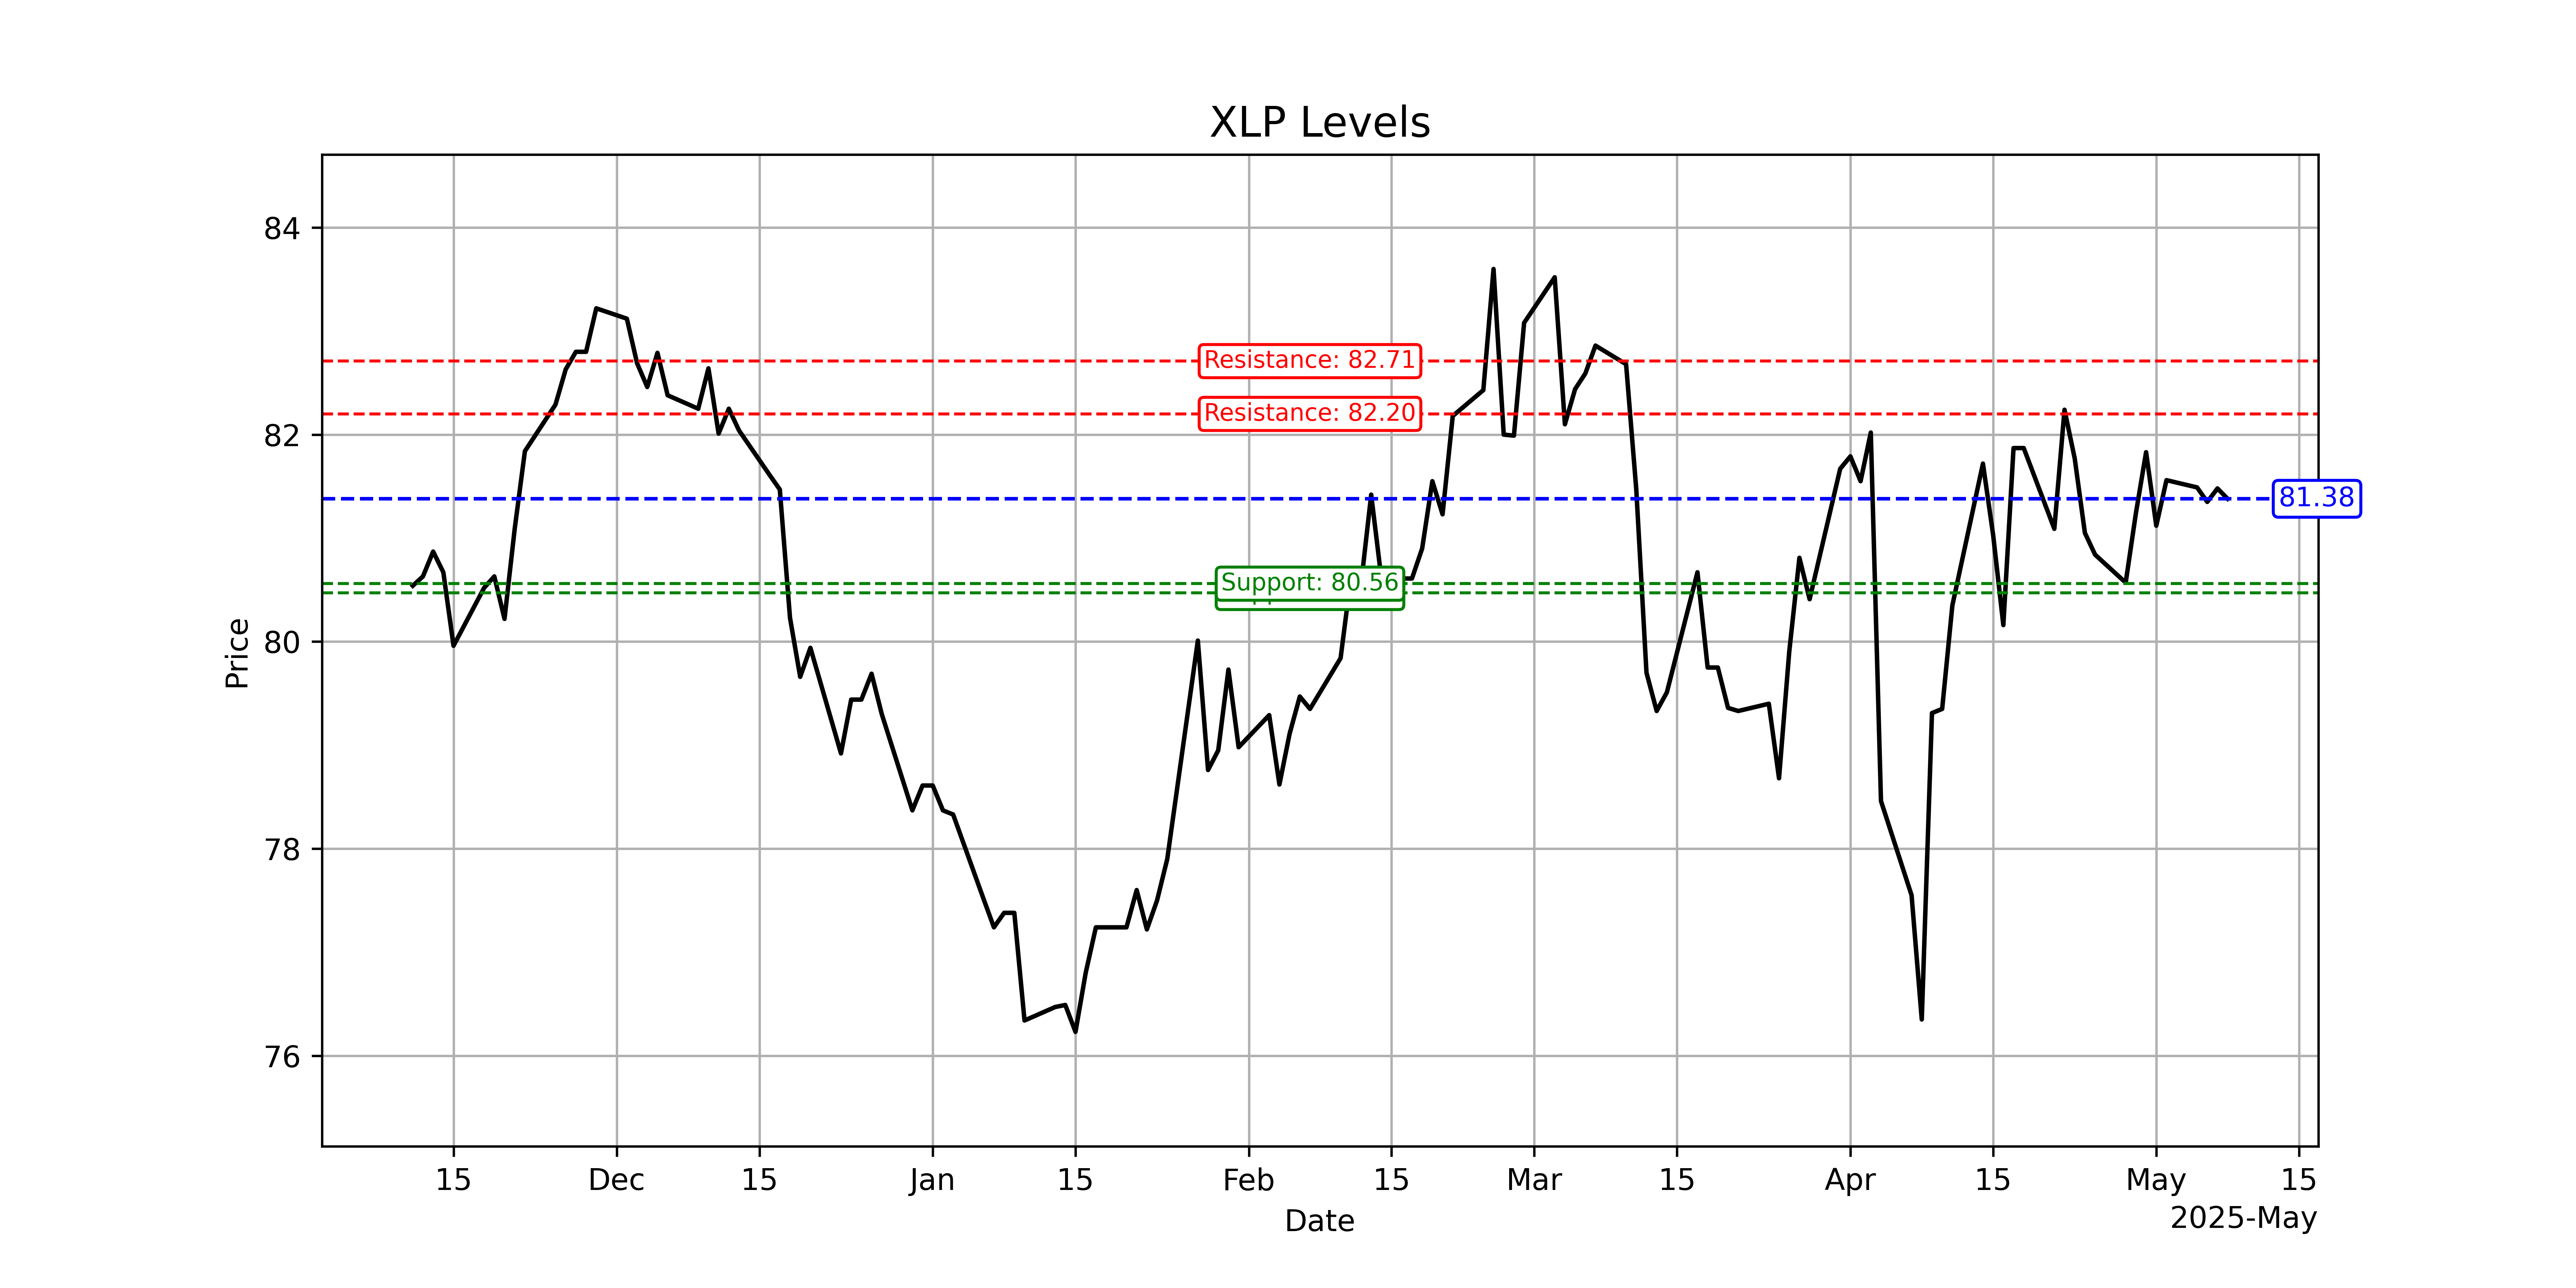 XLP Levels
84
82
80
78
76
Price
Resistance: 82.71
Resistance: 82.20
81.38
Support: 80.56
15 Dec 15 Jan 15 Feb 15 Mar 15 Apr 15 May 15
Date
2025-May